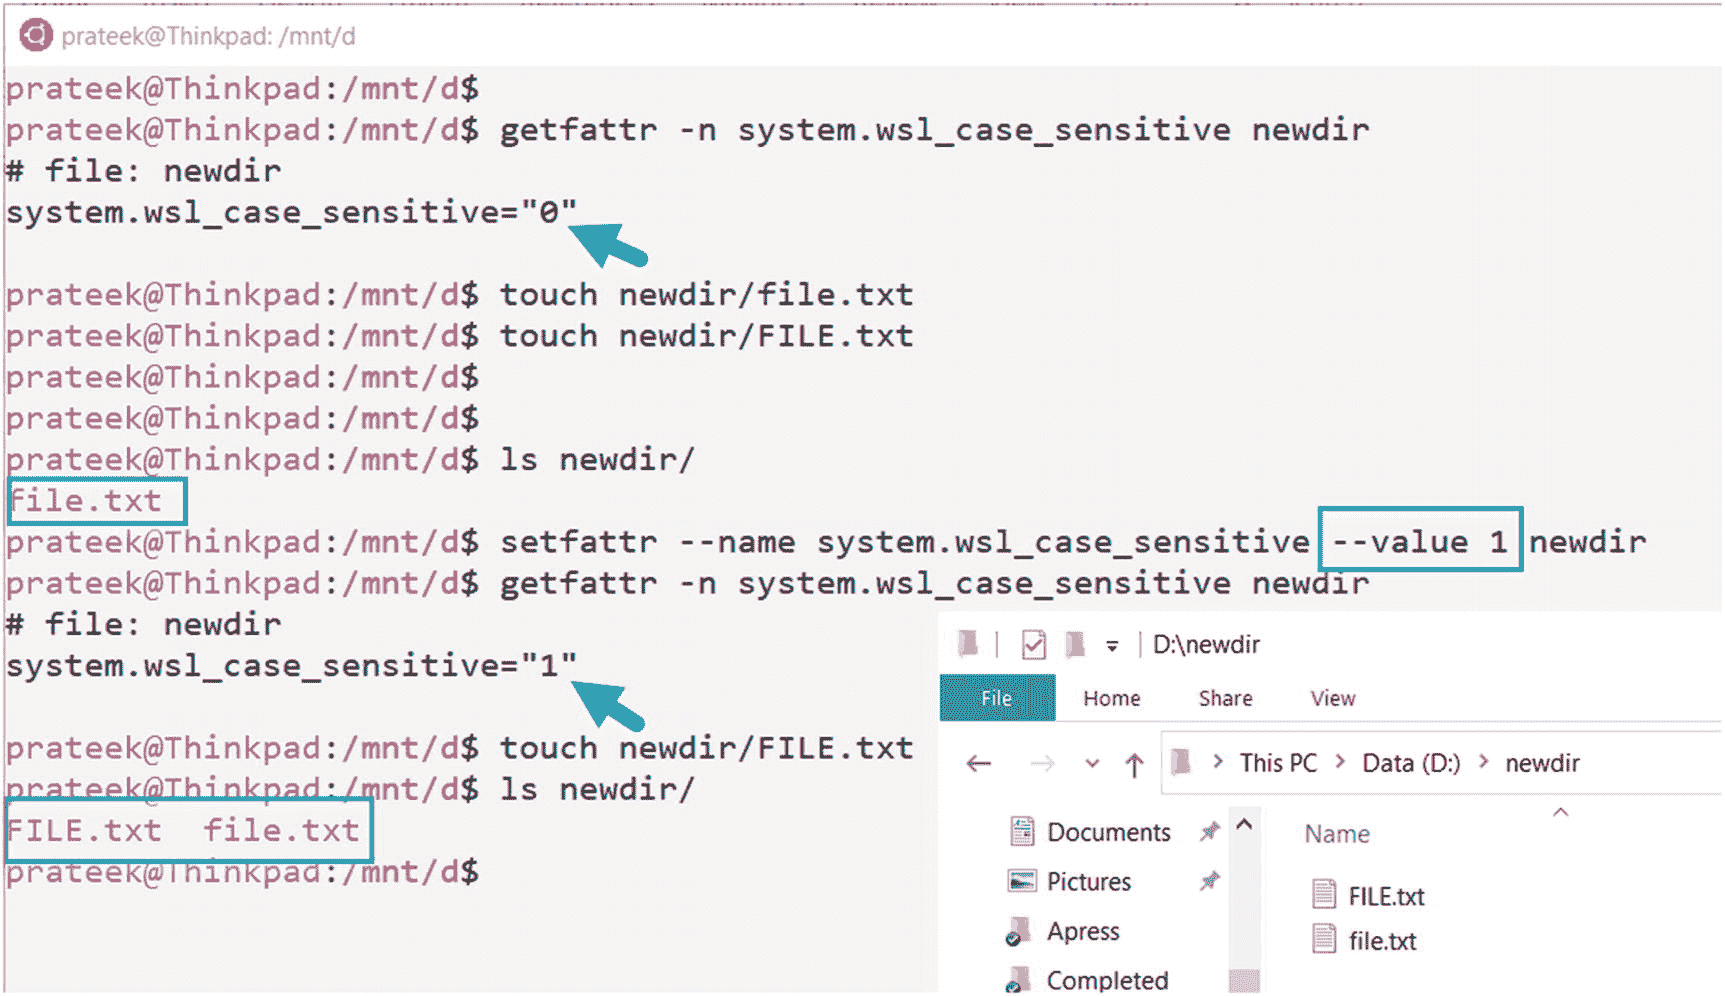 prateek@Thinkpad: /mnt/d
prateek@Thinkpad:/mnt/d$
prateek@Thinkpad:/mnt/d$ getfattr -n system.wsl_case_sensitive newdir
# file: newdir
system.wsl_case_sensitive="0"
prateek@Thinkpad:/mnt/d$ touch newdir/file.txt
prateek@Thinkpad:/mnt/d$ touch newdir/FILE.txt
prateek@Thinkpad:/mnt/d$
prateek@Thinkpad:/mnt/d$
prateek@Thinkpad:/mnt/d$ ls newdir/
file.txt
prateek@Thinkpad:/mnt/d$ setfattr --name system.wsl_case_sensitive --value 1 newdir
prateek@Thinkpad:/mnt/d$ getfattr -n system.wsl_case_sensitive newdir
# file: newdir
system.wsl_case_sensitive="1"
prateek@Thinkpad:/mnt/d$ touch newdir/FILE.txt
prateek@Thinkpad:/mnt/d$ ls newdir/
FILE.txt file.txt
prateek@Thinkpad:/mnt/d$
D:\newdir
File Home Share View
This PC > Data (D:) > newdir
Documents
Pictures
Apress
Completed
Name
FILE.txt
file.txt